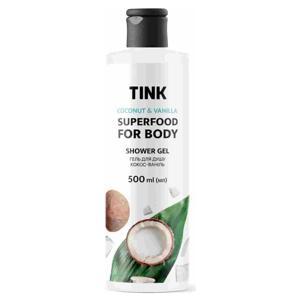 TINK
COCONUT & VANILLA
SUPERFOOD
FOR BODY
SHOWER GEL
ГЕЛЬ ДЛЯ ДУШУ
КОКОС-ВАНІЛЬ
500 ml (мл)